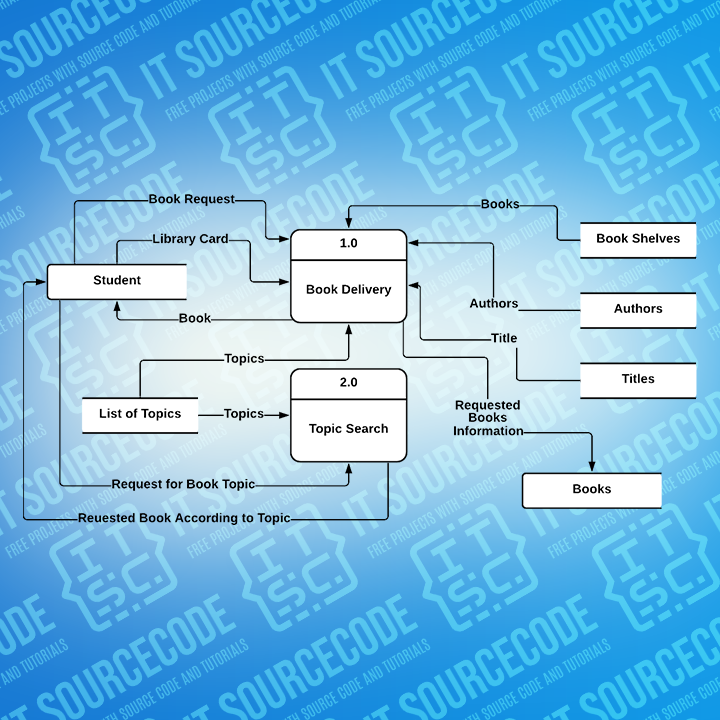 Book Request
Books
Library Card
1.0
Book Shelves
Student
Book Delivery
Authors
Authors
Book
Title
Topics
Titles
2.0
List of Topics
Topics
Topic Search
Requested
Books
Information
Request for Book Topic
Books
Reuested Book According to Topic
IT SOURCECODE
FREE PROJECTS WITH SOURCE CODE AND TUTORIALS